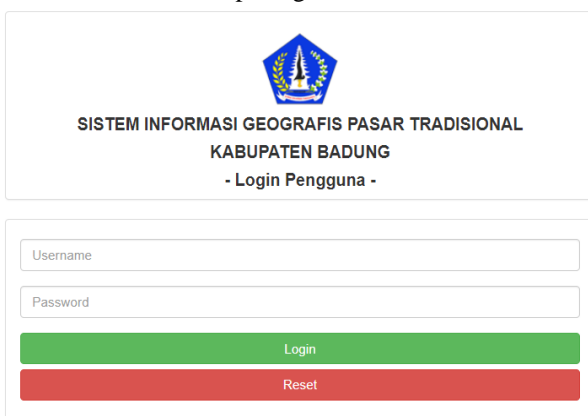 SISTEM INFORMASI GEOGRAFIS PASAR TRADISIONAL
KABUPATEN BADUNG
- Login Pengguna -
Username
Password
Login
Reset